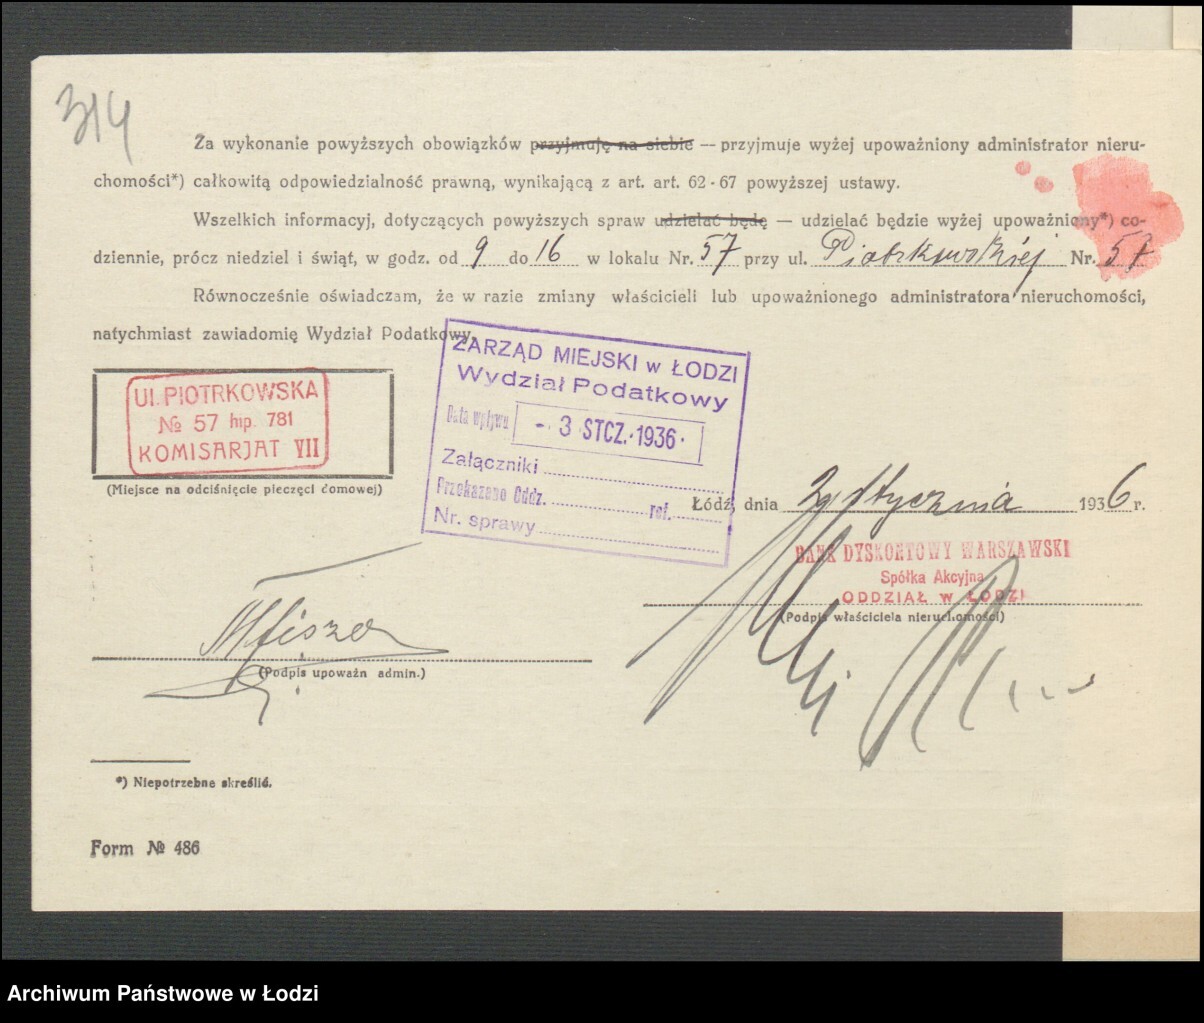 314
Za wykonanie powyższych obowiązków przyjmuję na siebie — przyjmuje wyżej upoważniony administrator nieru-
chomości*) całkowitą odpowiedzialność prawną, wynikającą z art. art. 62-67 powyższej ustawy.
Wszelkich informacyj, dotyczących powyższych spraw udzielać będę — udzielać będzie wyżej upoważniony*) co-
dziennie, prócz niedziel i świąt, w godz. od 9 do 16 w lokalu Nr. 57 przy ul. Piotrkowskiej Nr. 57
Równocześnie oświadczam, że w razie zmiany właścicieli lub upoważnionego administratora nieruchomości,
natychmiast zawiadomię Wydział Podatkowy.
Ul. PIOTRKOWSKA
№ 57 hip. 781
KOMISARJAT VII
(Miejsce na odciśnięcie pieczęci domowej)
ZARZĄD MIEJSKI w ŁODZI
Wydział Podatkowy
Data wpływu - 3 STCZ. 1936
Załączniki
Przekazano Oddz. ref.
Nr. sprawy
Łódź, dnia 2 stycznia 1936 r.
BANK DYSKONTOWY WARSZAWSKI
Spółka Akcyjna
ODDZIAŁ w ŁODZI
(Podpis właściciela nieruchomości)
(Podpis upoważn admin.)
*) Niepotrzebne skreślić.
Form № 486
Archiwum Państwowe w Łodzi